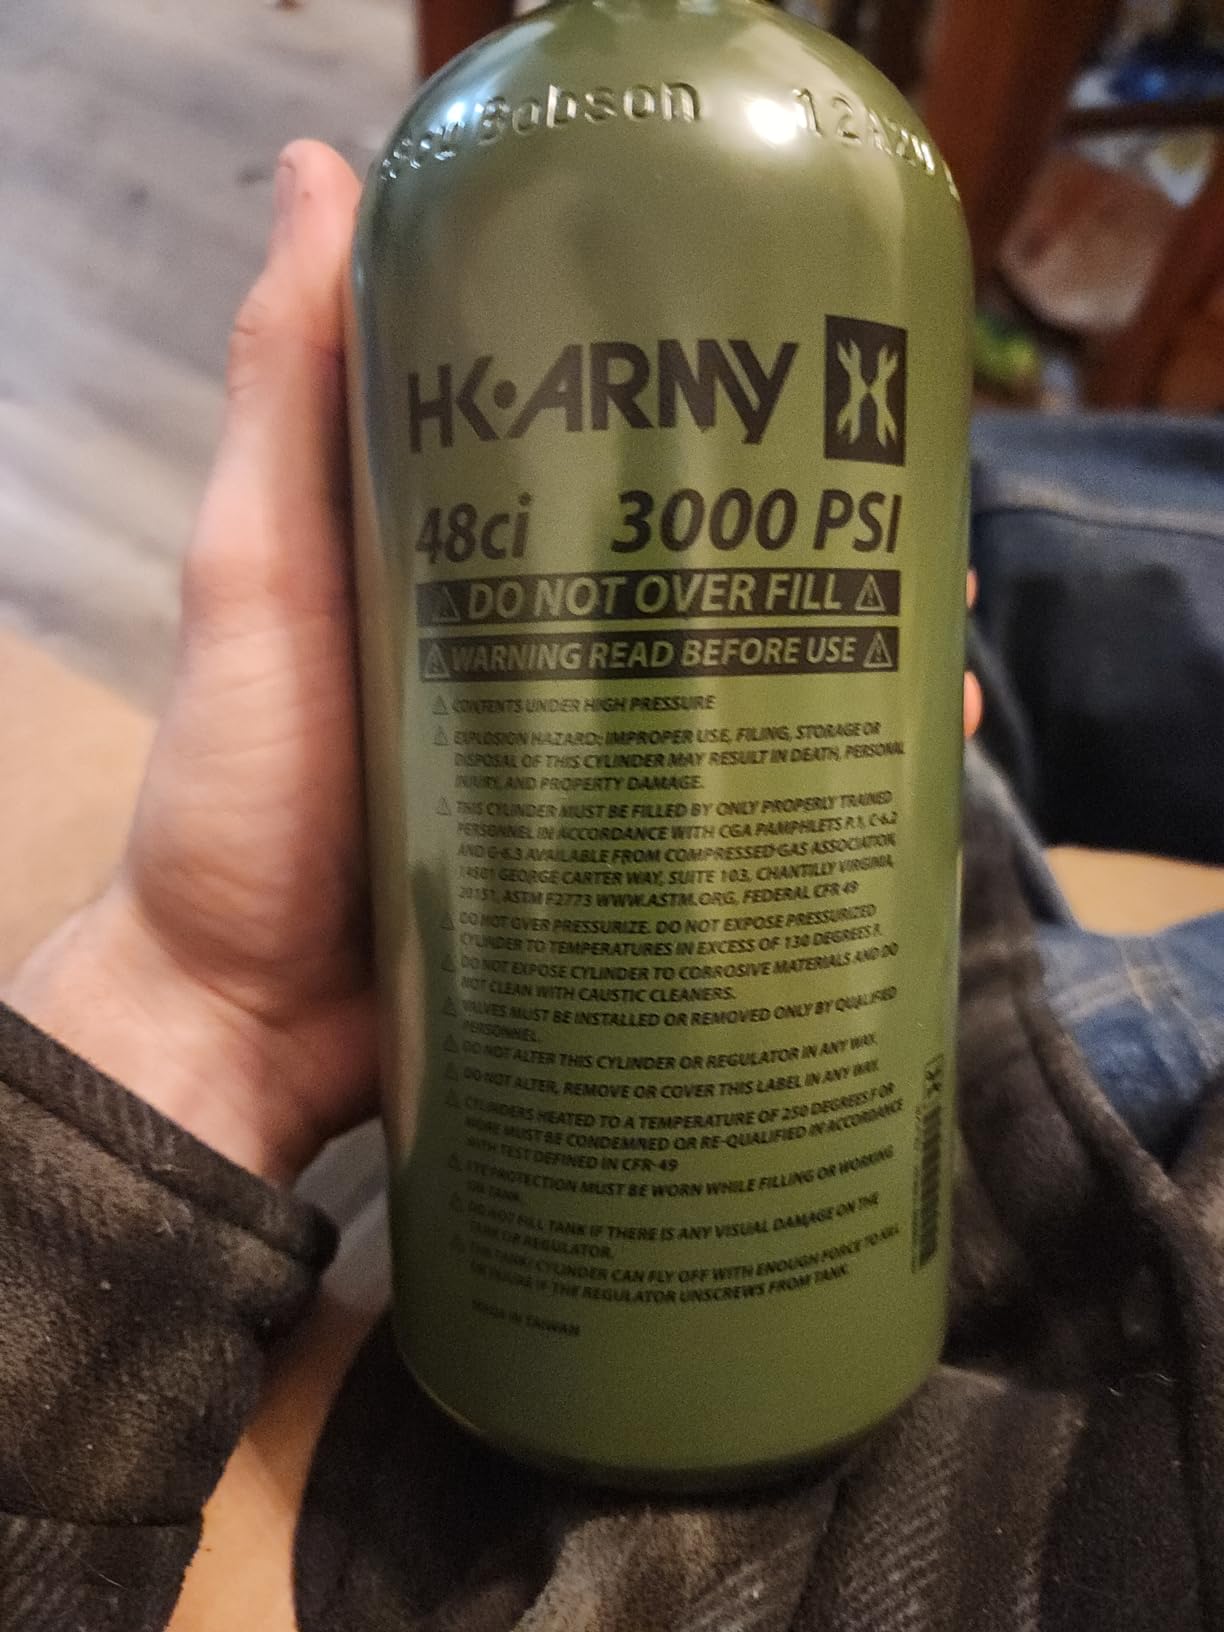 Bobson
HK·ARMY
48ci 3000 PSI
DO NOT OVER FILL
WARNING READ BEFORE USE
CONTENTS UNDER HIGH PRESSURE
EXPLOSION HAZARD: IMPROPER USE, FILING, STORAGE OR
DISPOSAL OF THIS CYLINDER MAY RESULT IN DEATH, PERSONAL
INJURY, AND PROPERTY DAMAGE.
THIS CYLINDER MUST BE FILLED BY ONLY PROPERLY TRAINED
PERSONNEL IN ACCORDANCE WITH CGA PAMPHLETS P.1, C-6.2
AND G-6.3 AVAILABLE FROM COMPRESSED GAS ASSOCIATION,
14501 GEORGE CARTER WAY, SUITE 103, CHANTILLY VIRGINIA,
20151, ASTM F2773 WWW.ASTM.ORG, FEDERAL CFR 49
DO NOT OVER PRESSURIZE. DO NOT EXPOSE PRESSURIZED
CYLINDER TO TEMPERATURES IN EXCESS OF 130 DEGREES F.
DO NOT EXPOSE CYLINDER TO CORROSIVE MATERIALS AND DO
NOT CLEAN WITH CAUSTIC CLEANERS.
VALVES MUST BE INSTALLED OR REMOVED ONLY BY QUALIFIED
PERSONNEL.
DO NOT ALTER THIS CYLINDER OR REGULATOR IN ANY WAY.
DO NOT ALTER, REMOVE OR COVER THIS LABEL IN ANY WAY.
CYLINDERS HEATED TO A TEMPERATURE OF 250 DEGREES F OR
MORE MUST BE CONDEMNED OR RE-QUALIFIED IN ACCORDANCE
WITH TEST DEFINED IN CFR-49
EYE PROTECTION MUST BE WORN WHILE FILLING OR WORKING
ON TANK.
DO NOT FILL TANK IF THERE IS ANY VISUAL DAMAGE ON THE
TANK OR REGULATOR.
THE TANK/ CYLINDER CAN FLY OFF WITH ENOUGH FORCE TO KILL
OR INJURE IF THE REGULATOR UNSCREWS FROM TANK.
MADE IN TAIWAN